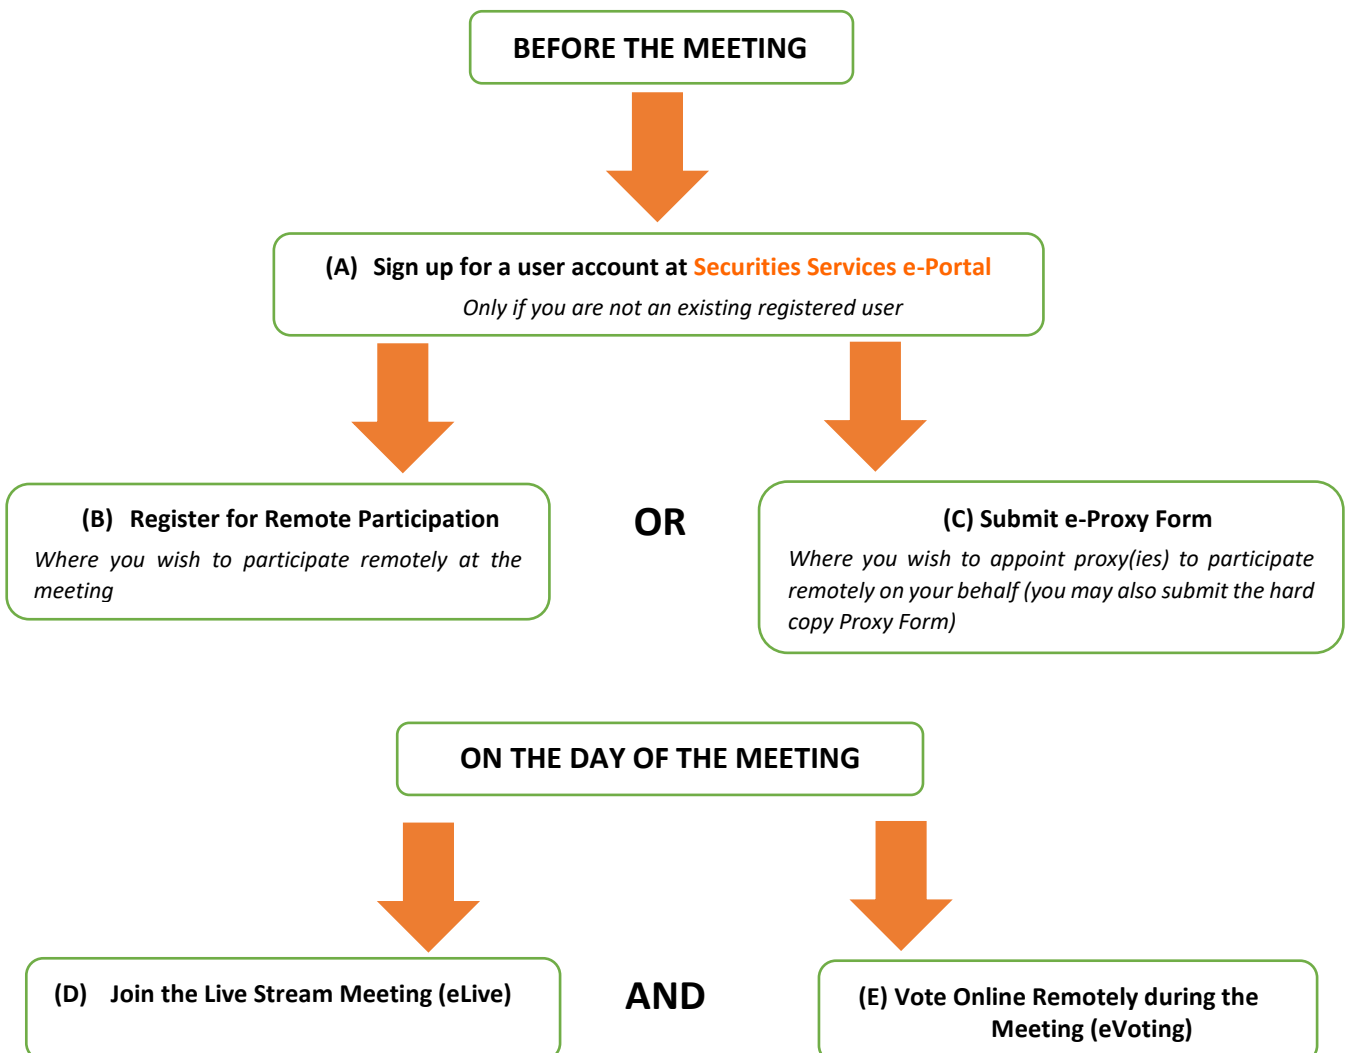 BEFORE THE MEETING
(A) Sign up for a user account at Securities Services e-Portal
Only if you are not an existing registered user
(B) Register for Remote Participation
Where you wish to participate remotely at the
meeting
OR
(C) Submit e-Proxy Form
Where you wish to appoint proxy(ies) to participate
remotely on your behalf (you may also submit the hard
copy Proxy Form)
ON THE DAY OF THE MEETING
(D) Join the Live Stream Meeting (eLive)
AND
(E) Vote Online Remotely during the
Meeting (eVoting)